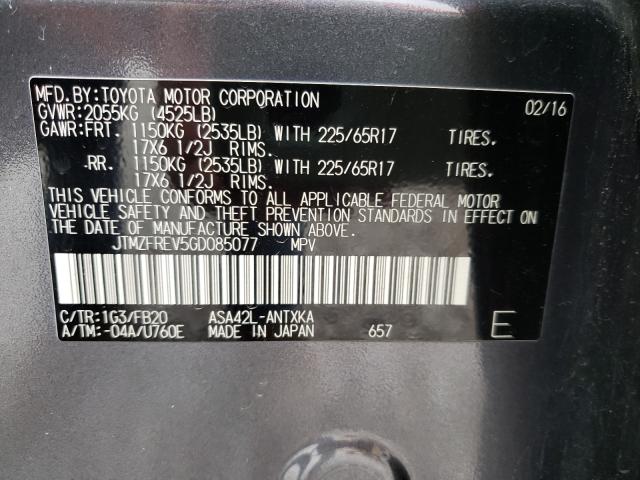 MFD.BY:TOYOTA MOTOR CORPORATION 02/16
GVWR:2055KG (4525LB)
GAWR:FRT. 1150KG (2535LB) WITH 225/65R17 TIRES.
17X6 1/2J RIMS.
RR. 1150KG (2535LB) WITH 225/65R17 TIRES.
17X6 1/2J RIMS.
THIS VEHICLE CONFORMS TO ALL APPLICABLE FEDERAL MOTOR
VEHICLE SAFETY AND THEFT PREVENTION STANDARDS IN EFFECT ON
THE DATE OF MANUFACTURE SHOWN ABOVE.
JTMZFREV5GD085077 MPV
C/TR:1G3/FB20 ASA42L-ANTXKA
A/TM:-04A/U760E MADE IN JAPAN 657 E